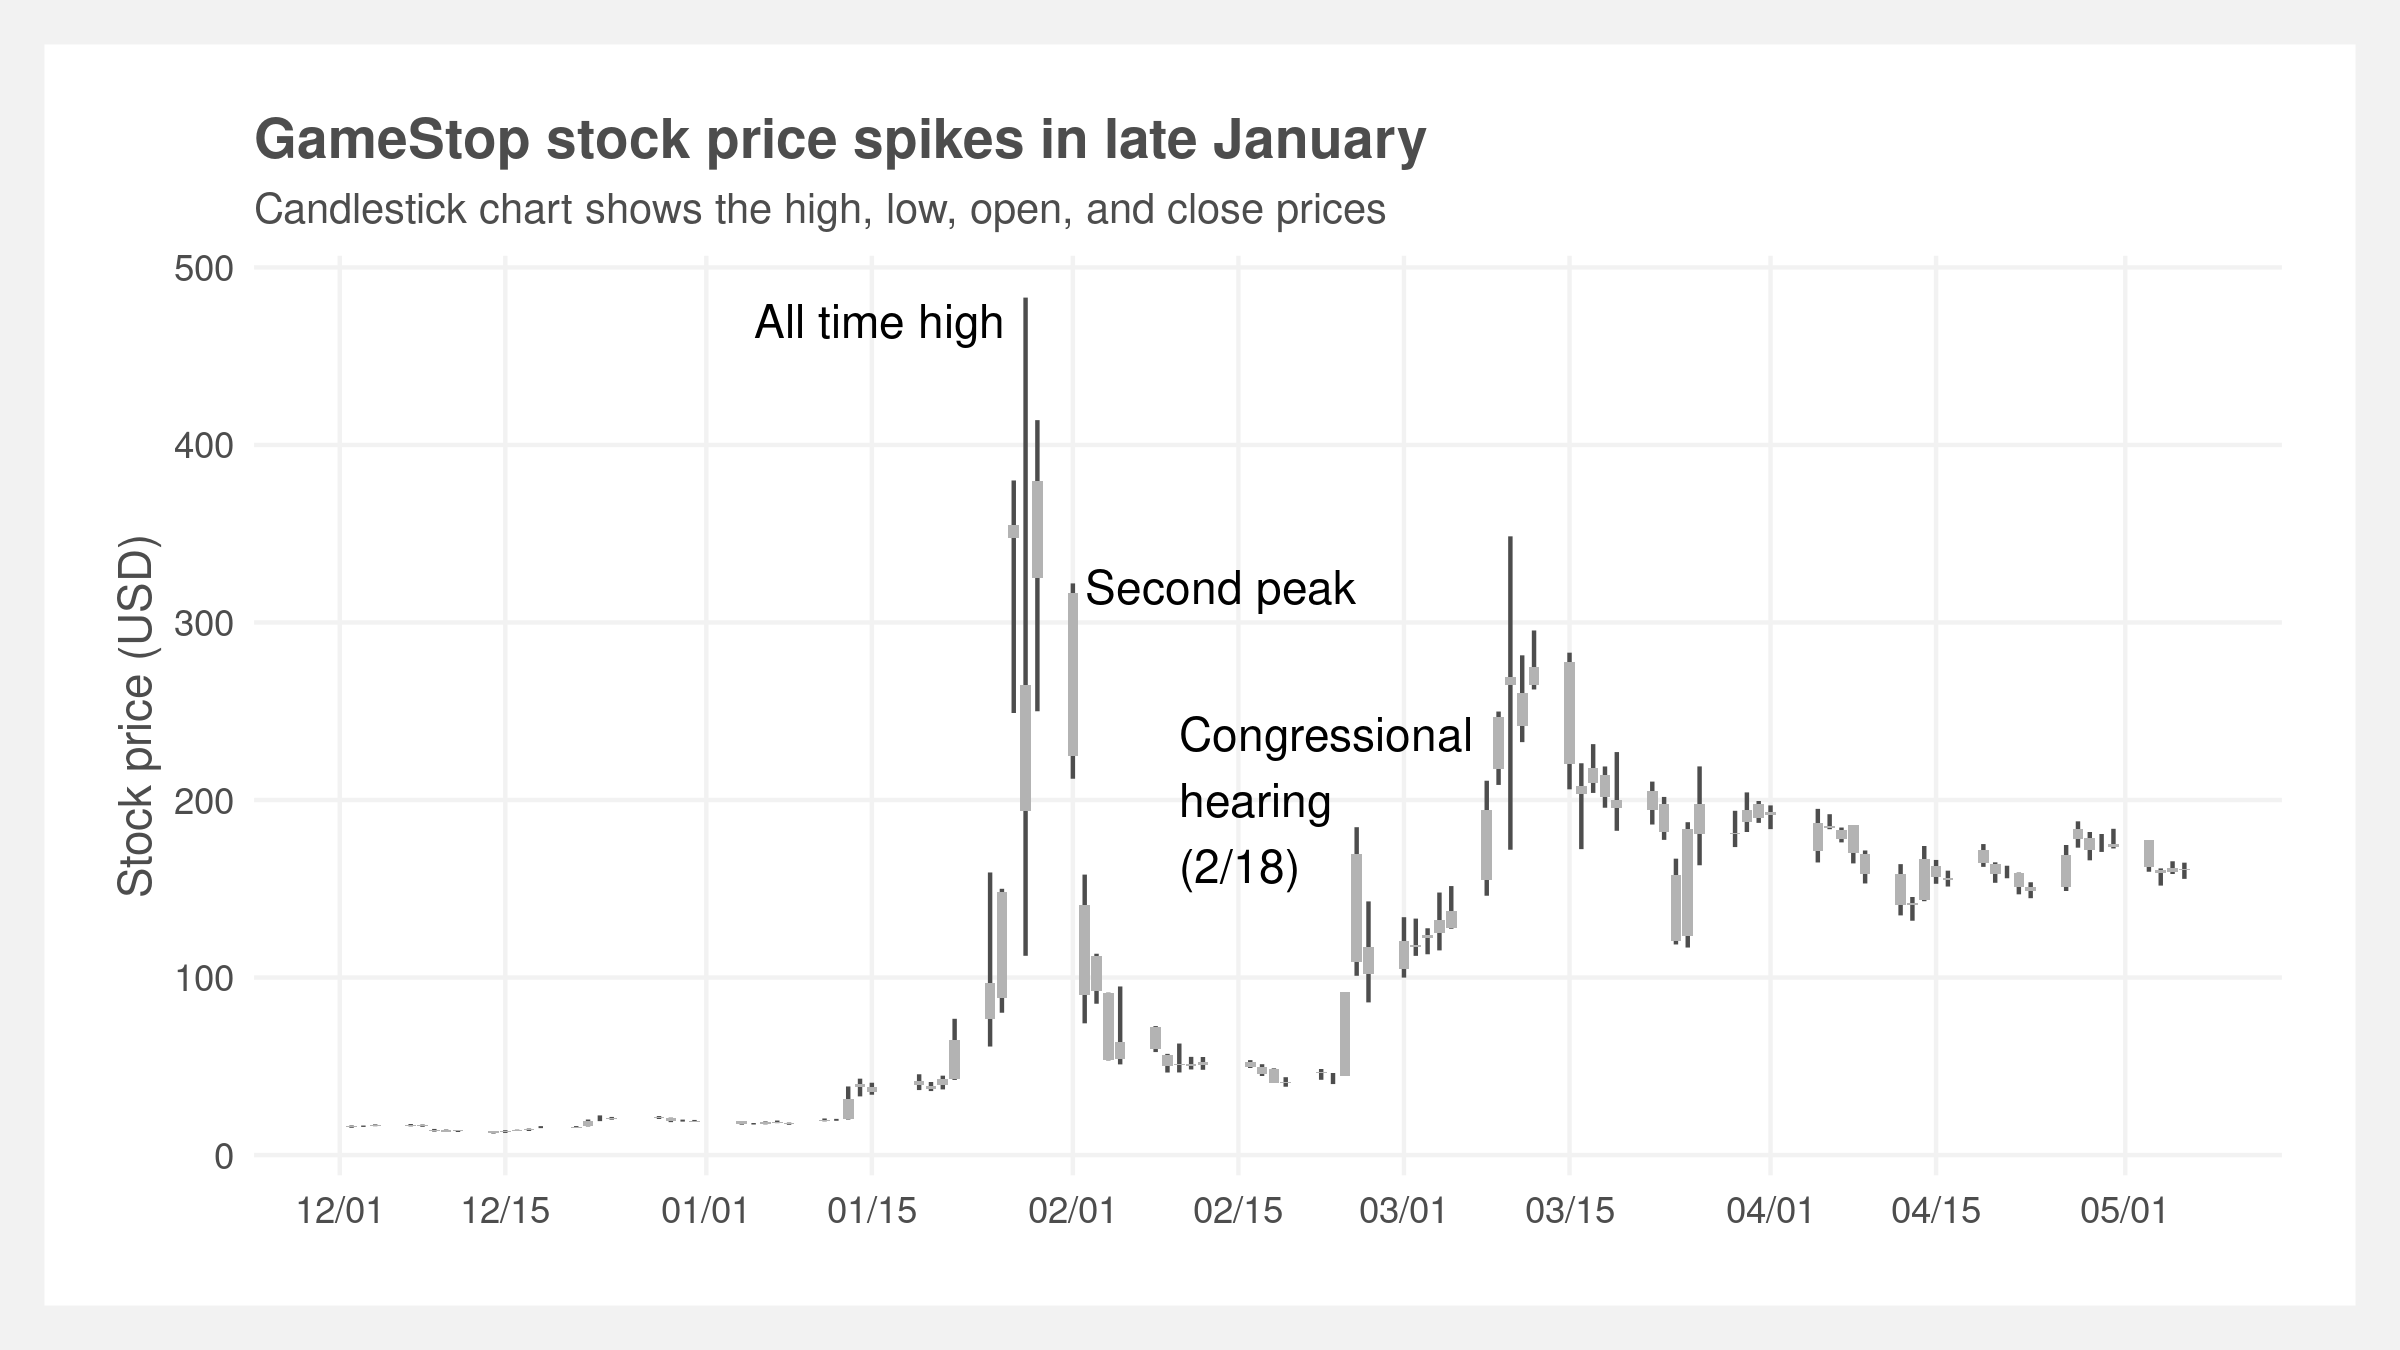 GameStop stock price spikes in late January
Candlestick chart shows the high, low, open, and close prices
Stock price (USD)
500
400
300
200
100
0
All time high
Second peak
Congressional
hearing
(2/18)
12/01
12/15
01/01
01/15
02/01
02/15
03/01
03/15
04/01
04/15
05/01